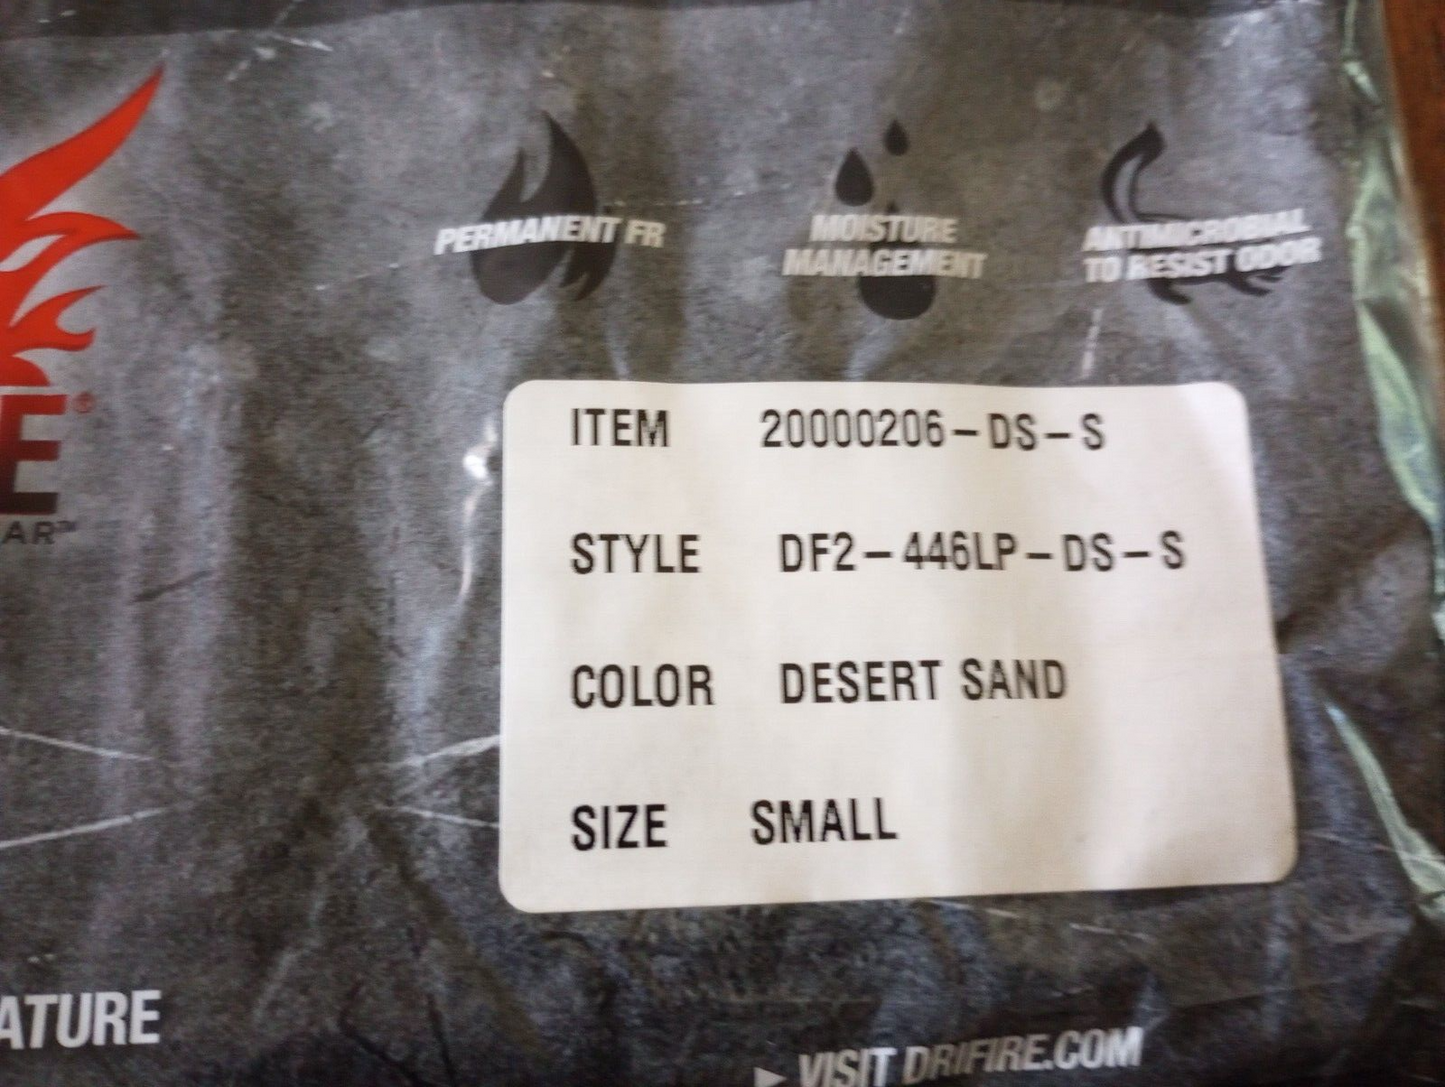 PERMANENT FR
MOISTURE
MANAGEMENT
ANTIMICROBIAL
TO RESIST ODOR
E®
AR™
ITEM 20000206-DS-S
STYLE DF2-446LP-DS-S
COLOR DESERT SAND
SIZE SMALL
ATURE
VISIT DRIFIRE.COM